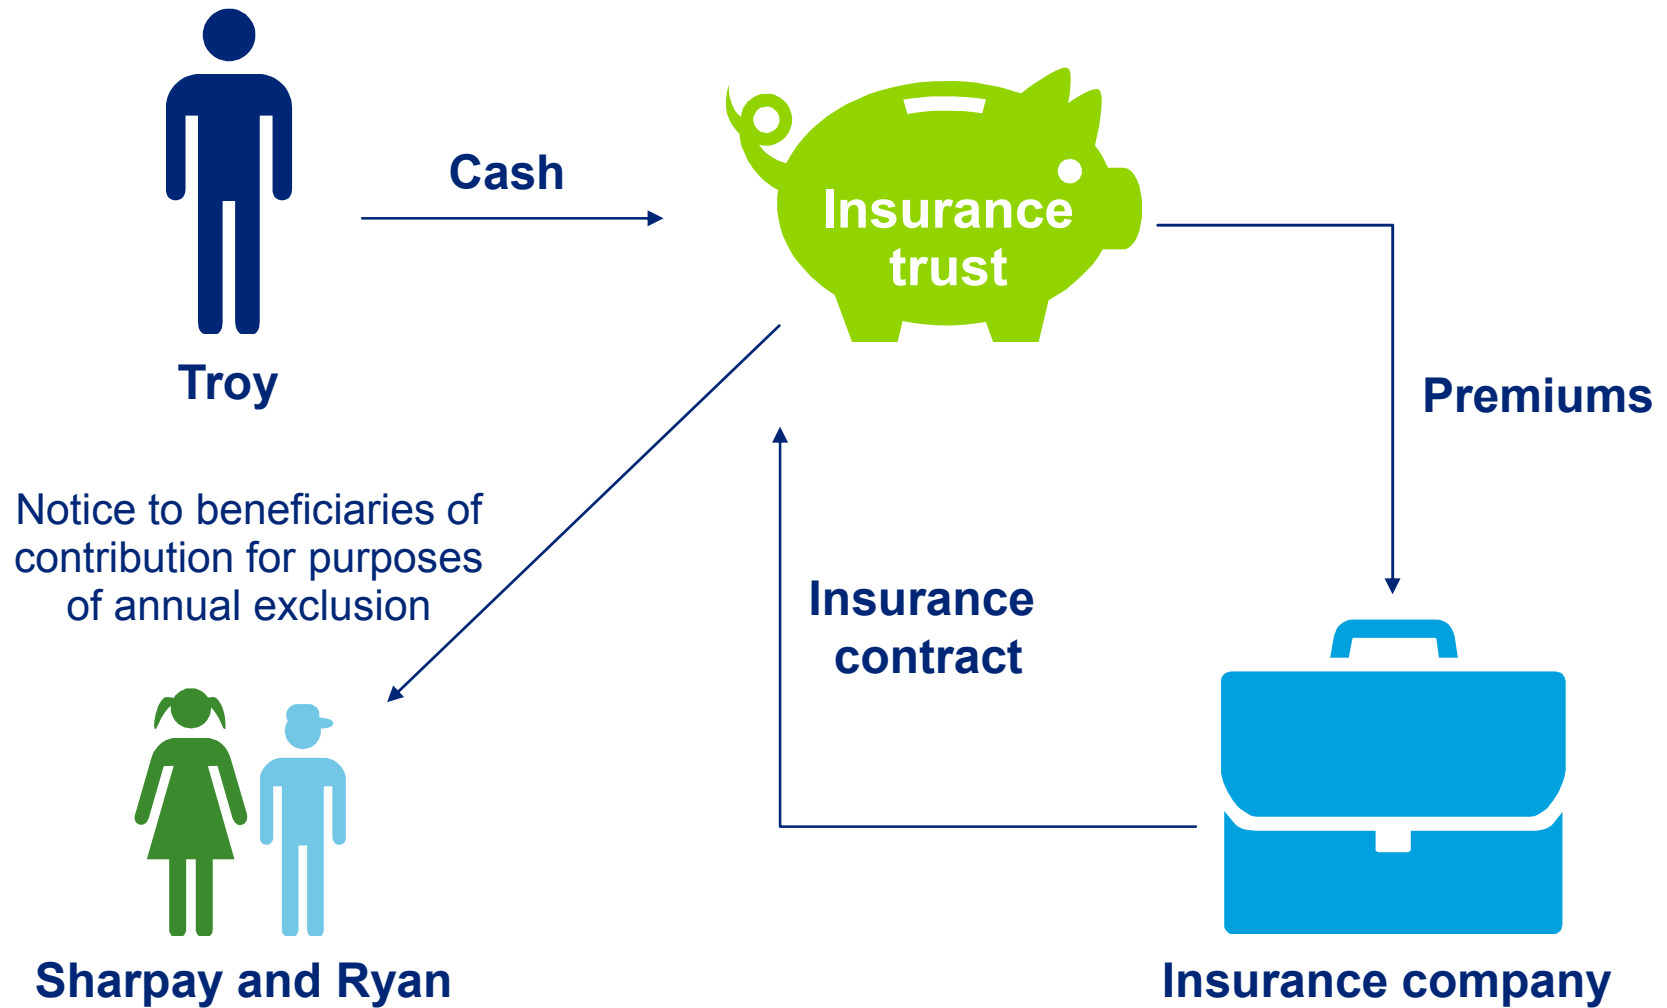 Cash
Insurance
trust
Troy
Premiums
Notice to beneficiaries of
contribution for purposes
of annual exclusion
Insurance
contract
Sharpay and Ryan
Insurance company